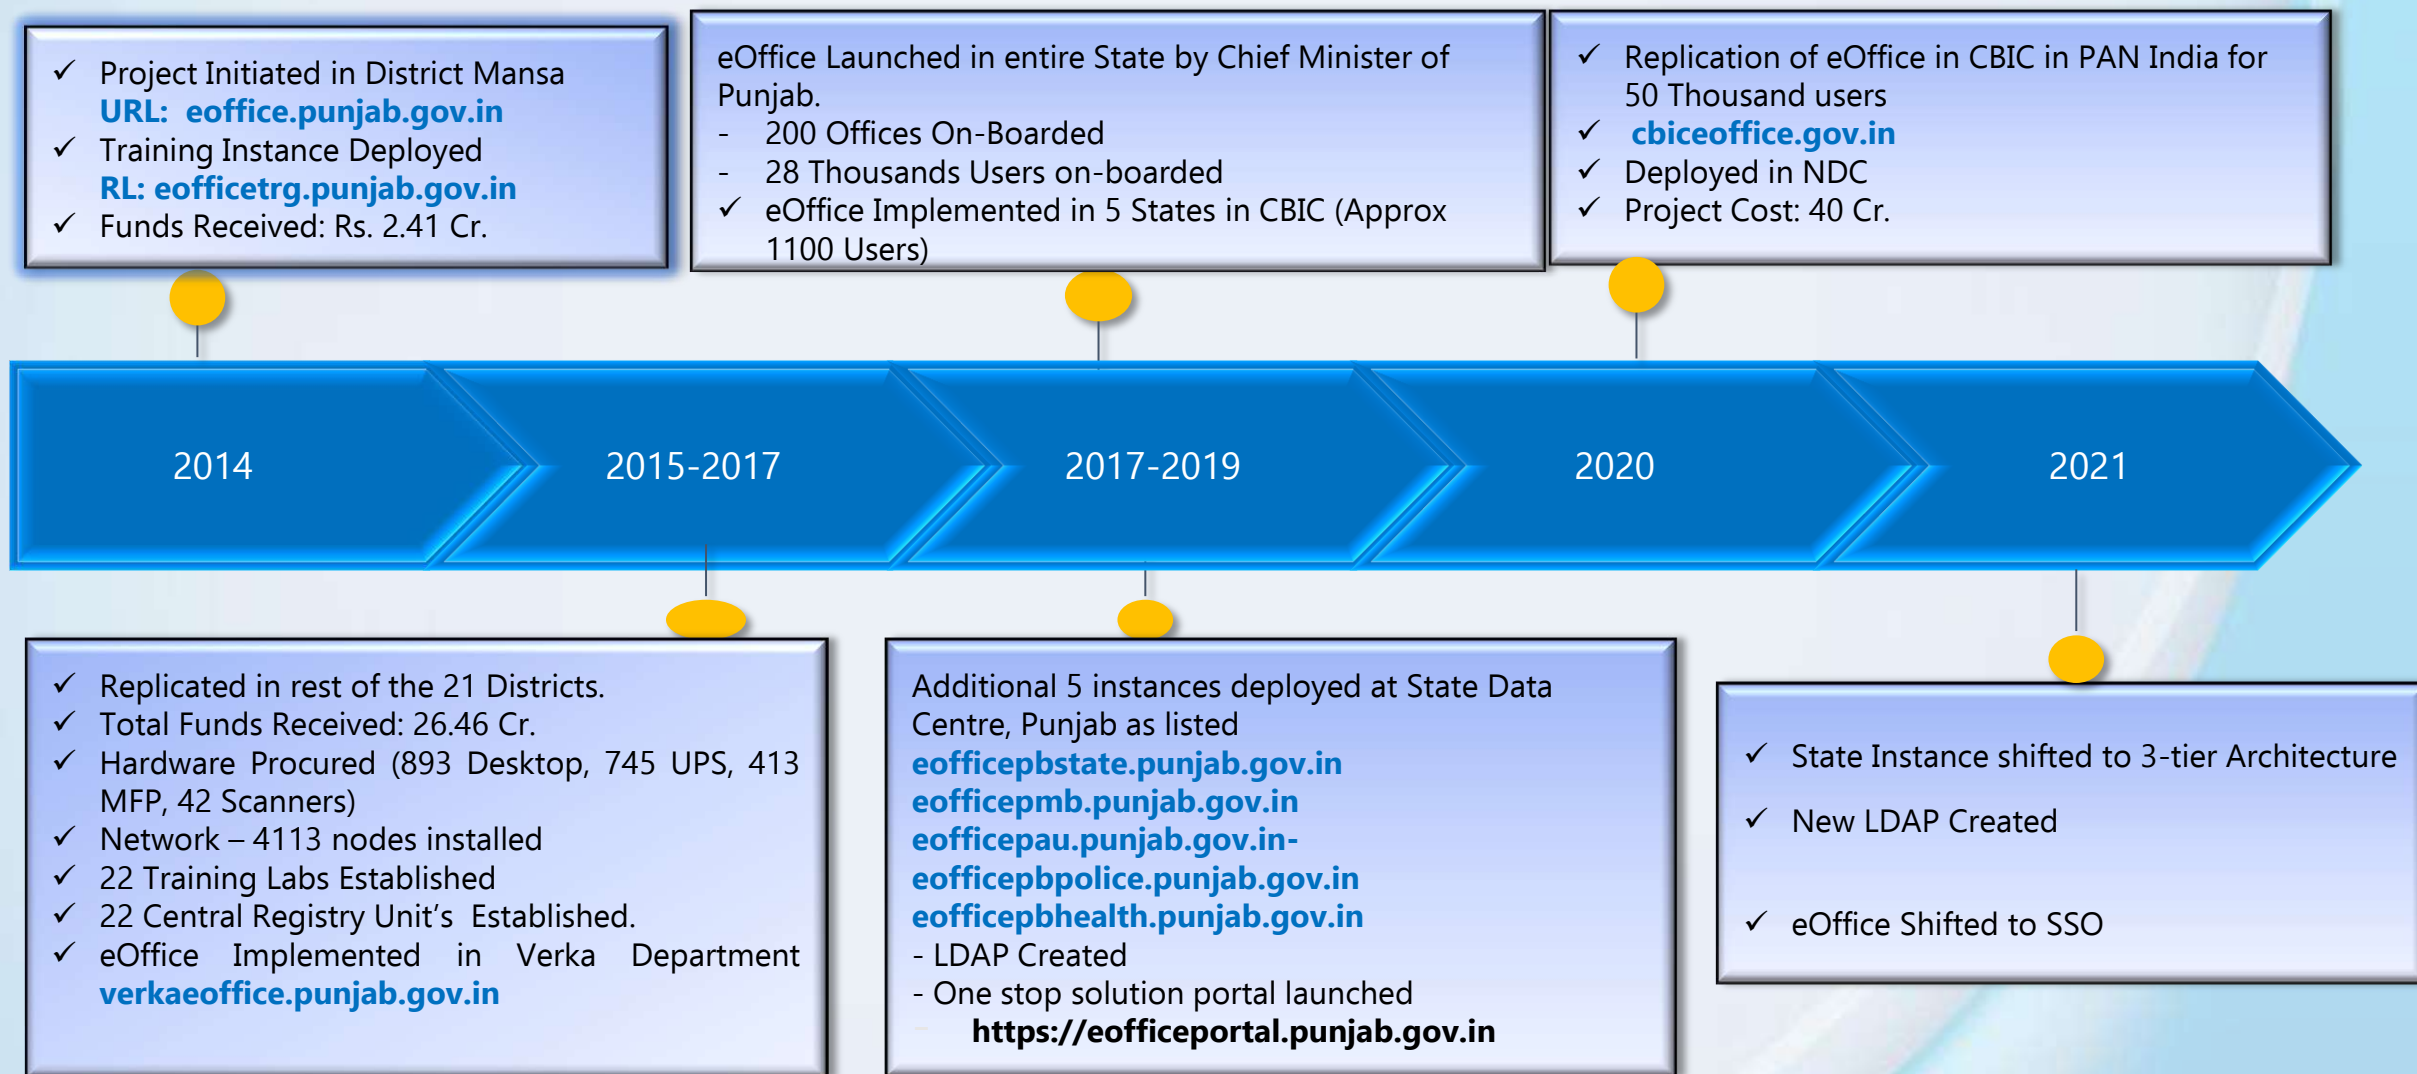 ✓ Project Initiated in District Mansa
URL: eoffice.punjab.gov.in
✓ Training Instance Deployed
RL: eofficetrg.punjab.gov.in
✓ Funds Received: Rs. 2.41 Cr.
eOffice Launched in entire State by Chief Minister of
Punjab.
- 200 Offices On-Boarded
- 28 Thousands Users on-boarded
✓ eOffice Implemented in 5 States in CBIC (Approx
1100 Users)
✓ Replication of eOffice in CBIC in PAN India for
50 Thousand users
✓ cbiceoffice.gov.in
✓ Deployed in NDC
✓ Project Cost: 40 Cr.
2014
2015-2017
2017-2019
2020
2021
✓ Replicated in rest of the 21 Districts.
✓ Total Funds Received: 26.46 Cr.
✓ Hardware Procured (893 Desktop, 745 UPS, 413
MFP, 42 Scanners)
✓ Network – 4113 nodes installed
✓ 22 Training Labs Established
✓ 22 Central Registry Unit’s Established.
✓ eOffice Implemented in Verka Department
verkaeoffice.punjab.gov.in
Additional 5 instances deployed at State Data
Centre, Punjab as listed
eofficepbstate.punjab.gov.in
eofficepmb.punjab.gov.in
eofficepau.punjab.gov.in-
eofficepbpolice.punjab.gov.in
eofficepbhealth.punjab.gov.in
- LDAP Created
- One stop solution portal launched
https://eofficeportal.punjab.gov.in
✓ State Instance shifted to 3-tier Architecture
✓ New LDAP Created
✓ eOffice Shifted to SSO